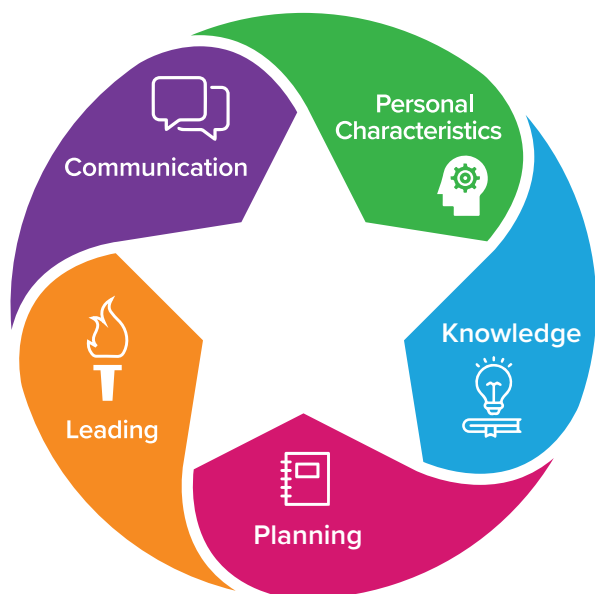 Personal
Characteristics
Communication
Knowledge
Leading
Planning